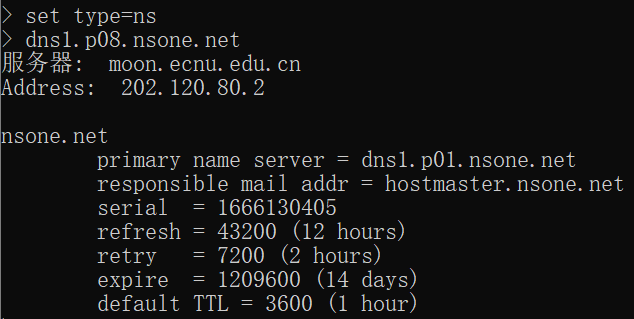 > set type=ns
> dns1.p08.nsone.net
服务器:  moon.ecnu.edu.cn
Address:  202.120.80.2

nsone.net
        primary name server = dns1.p01.nsone.net
        responsible mail addr = hostmaster.nsone.net
        serial  = 1666130405
        refresh = 43200 (12 hours)
        retry   = 7200 (2 hours)
        expire  = 1209600 (14 days)
        default TTL = 3600 (1 hour)